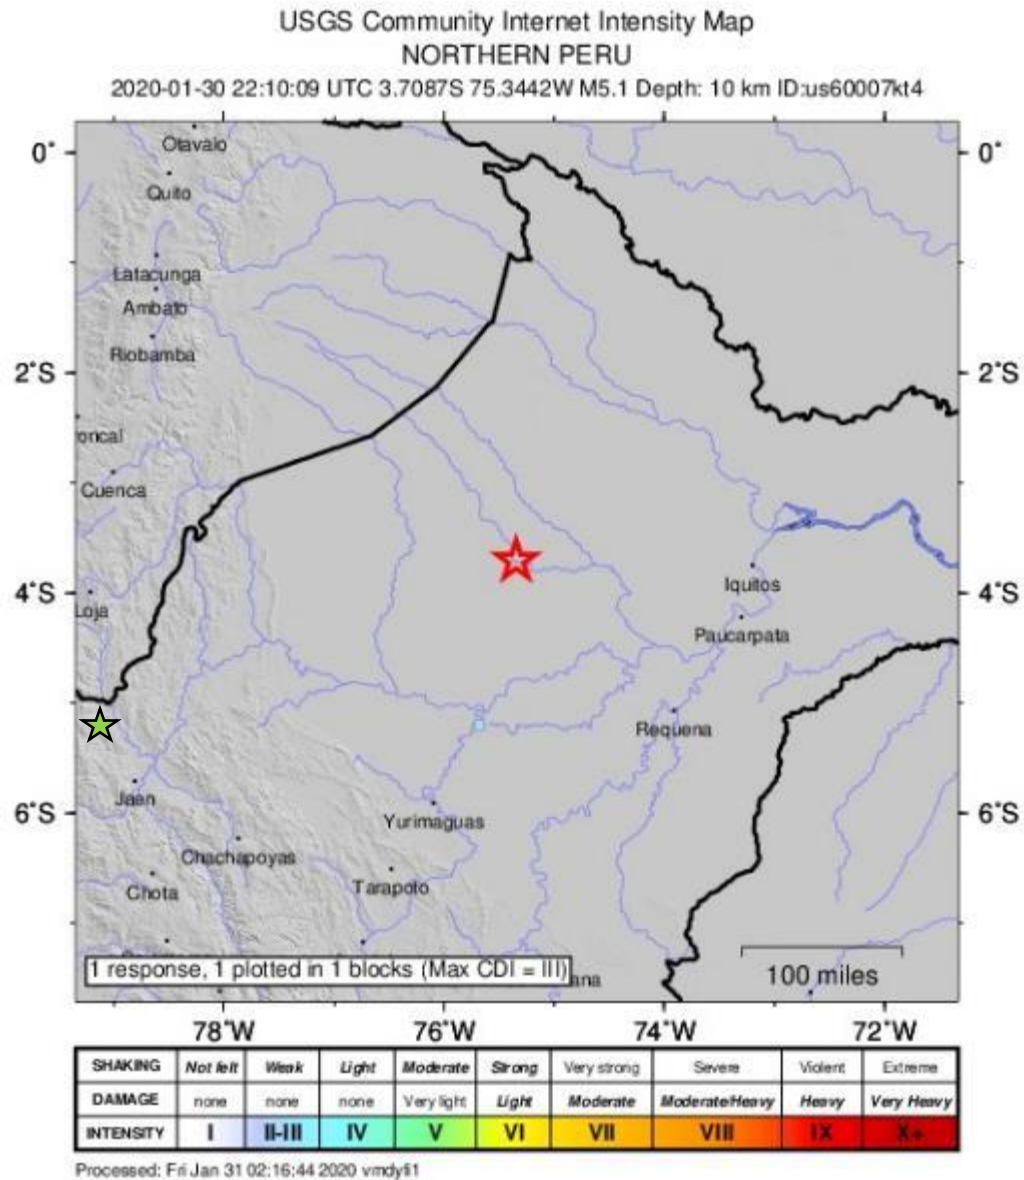 USGS Community Internet Intensity Map
NORTHERN PERU
2020-01-30 22:10:09 UTC 3.7087S 75.3442W M5.1 Depth: 10 km ID:us60007kt4
0° 0°
Otavalo
Quito
Latacunga
Ambato
Riobamba
2°S 2°S
oncal
Cuenca
4°S 4°S
Iquitos
Loja
Paucarpata
Requena
Jaen
6°S 6°S
Yurimaguas
Chachapoyas
Chota
Tarapoto
1 response, 1 plotted in 1 blocks (Max CDI = III)
ana
100 miles
78°W 76°W 74°W 72°W
SHAKING Not felt Weak Light Moderate Strong Very strong Severe Violent Extreme
DAMAGE none none none Very light Light Moderate Moderate/Heavy Heavy Very Heavy
INTENSITY I II-III IV V VI VII VIII IX X+
Processed: Fri Jan 31 02:16:44 2020 vmdyfi1